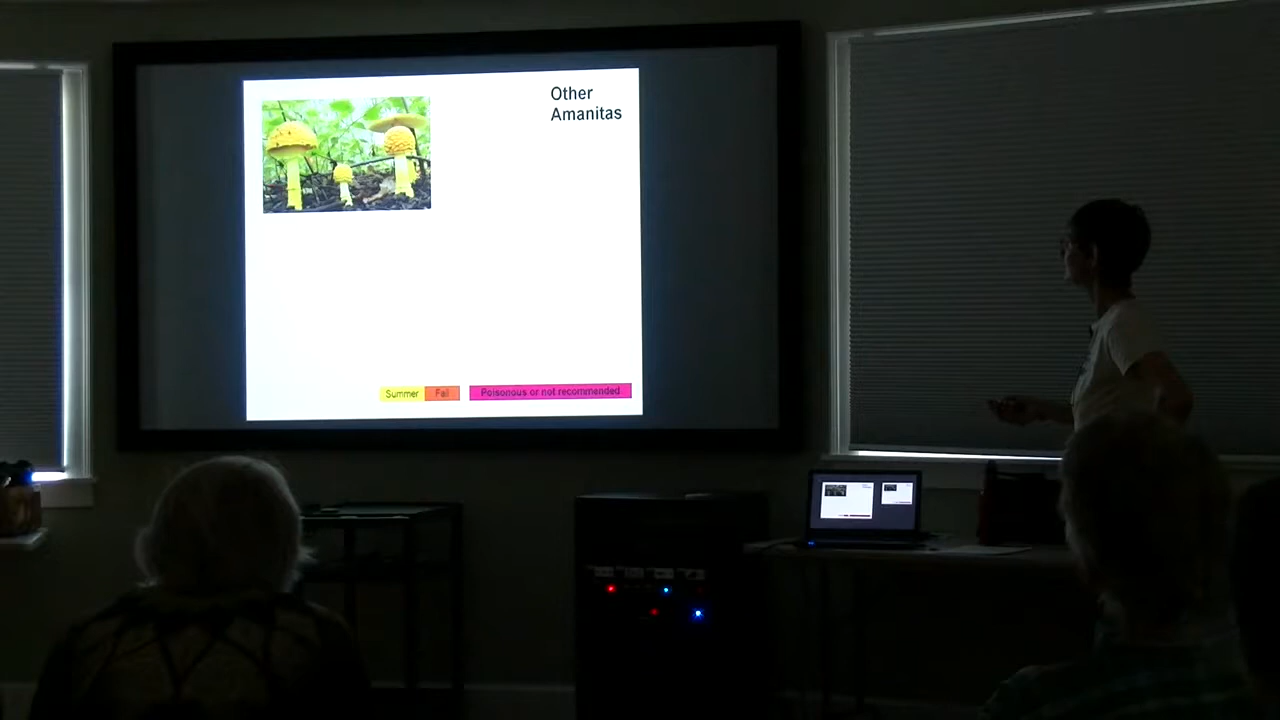 Other
Amanitas
Summer
Fall
Poisonous or not recommended